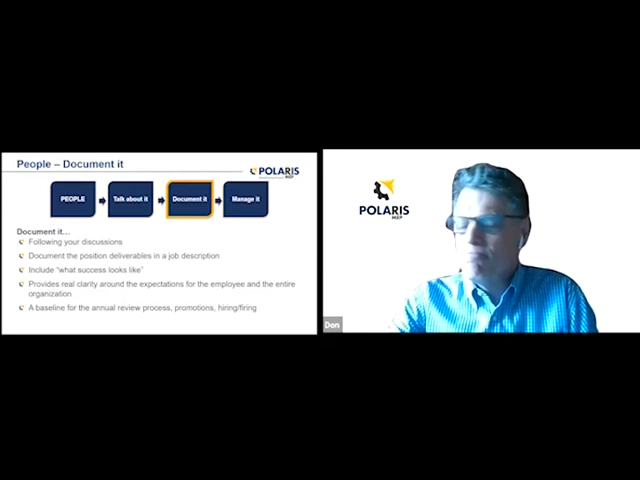 People – Document it
POLARIS
MEP
PEOPLE
Talk about it
Document it
Manage it
Document it…
Following your discussions
Document the position deliverables in a job description
Include “what success looks like”
Provides real clarity around the expectations for the employee and the entire
organization
A baseline for the annual review process, promotions, hiring/firing
POLARIS
MEP
Don